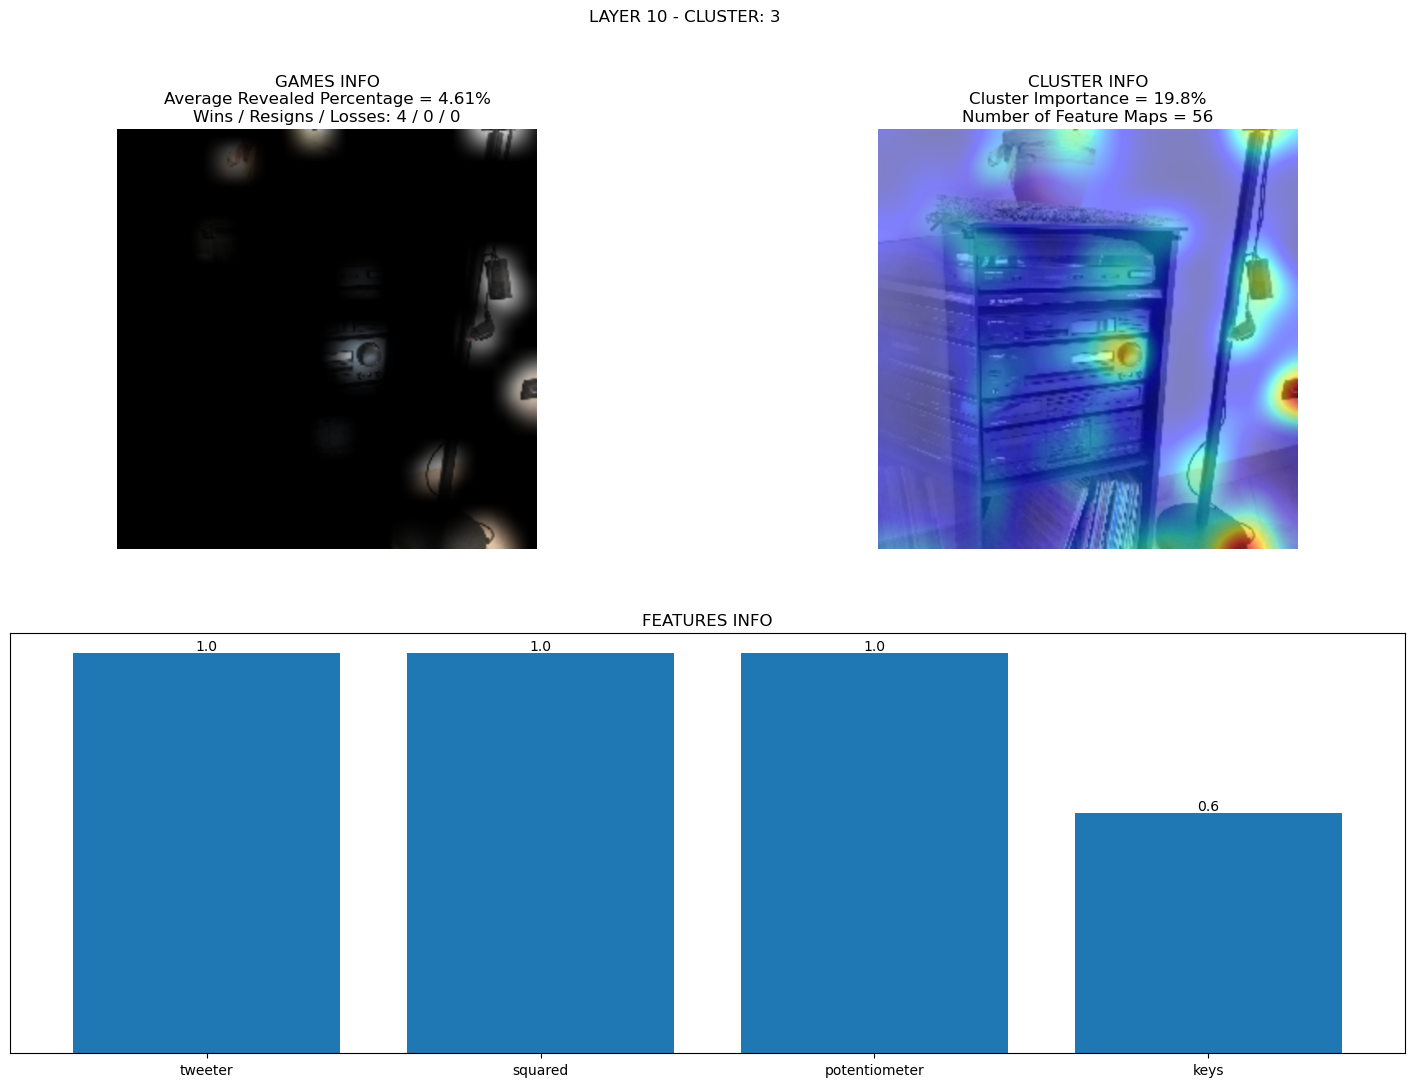 LAYER 10 - CLUSTER: 3
GAMES INFO
Average Revealed Percentage = 4.61%
Wins / Resigns / Losses: 4 / 0 / 0
CLUSTER INFO
Cluster Importance = 19.8%
Number of Feature Maps = 56
FEATURES INFO
1.0
1.0
1.0
0.6
tweeter
squared
potentiometer
keys